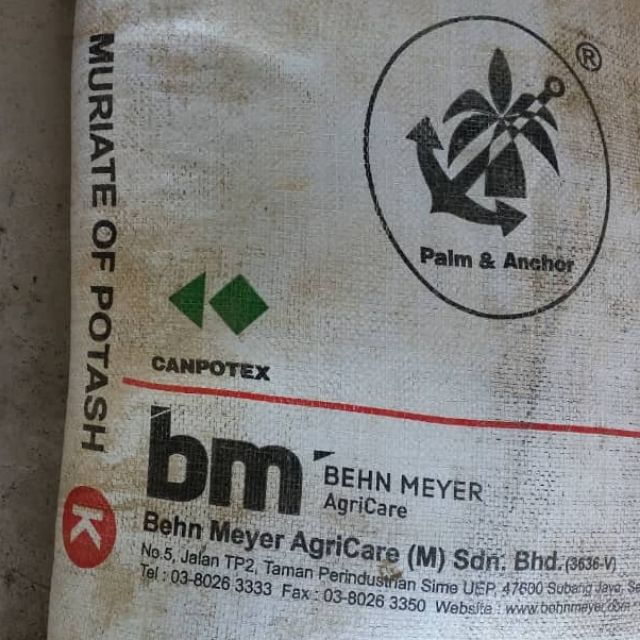 MURIATE OF POTASH
K
®
Palm & Anchor
CANPOTEX
bm
BEHN MEYER
AgriCare
Behn Meyer AgriCare (M) Sdn. Bhd. (3636-V)
No.5, Jalan TP2, Taman Perindustrian Sime UEP, 47600 Subang Jaya,
Tel : 03-8026 3333 Fax : 03-8026 3350 Website : www.behnmeyer.com